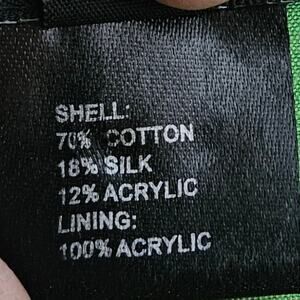 SHELL:
70% COTTON
18% SILK
12% ACRYLIC
LINING:
100% ACRYLIC